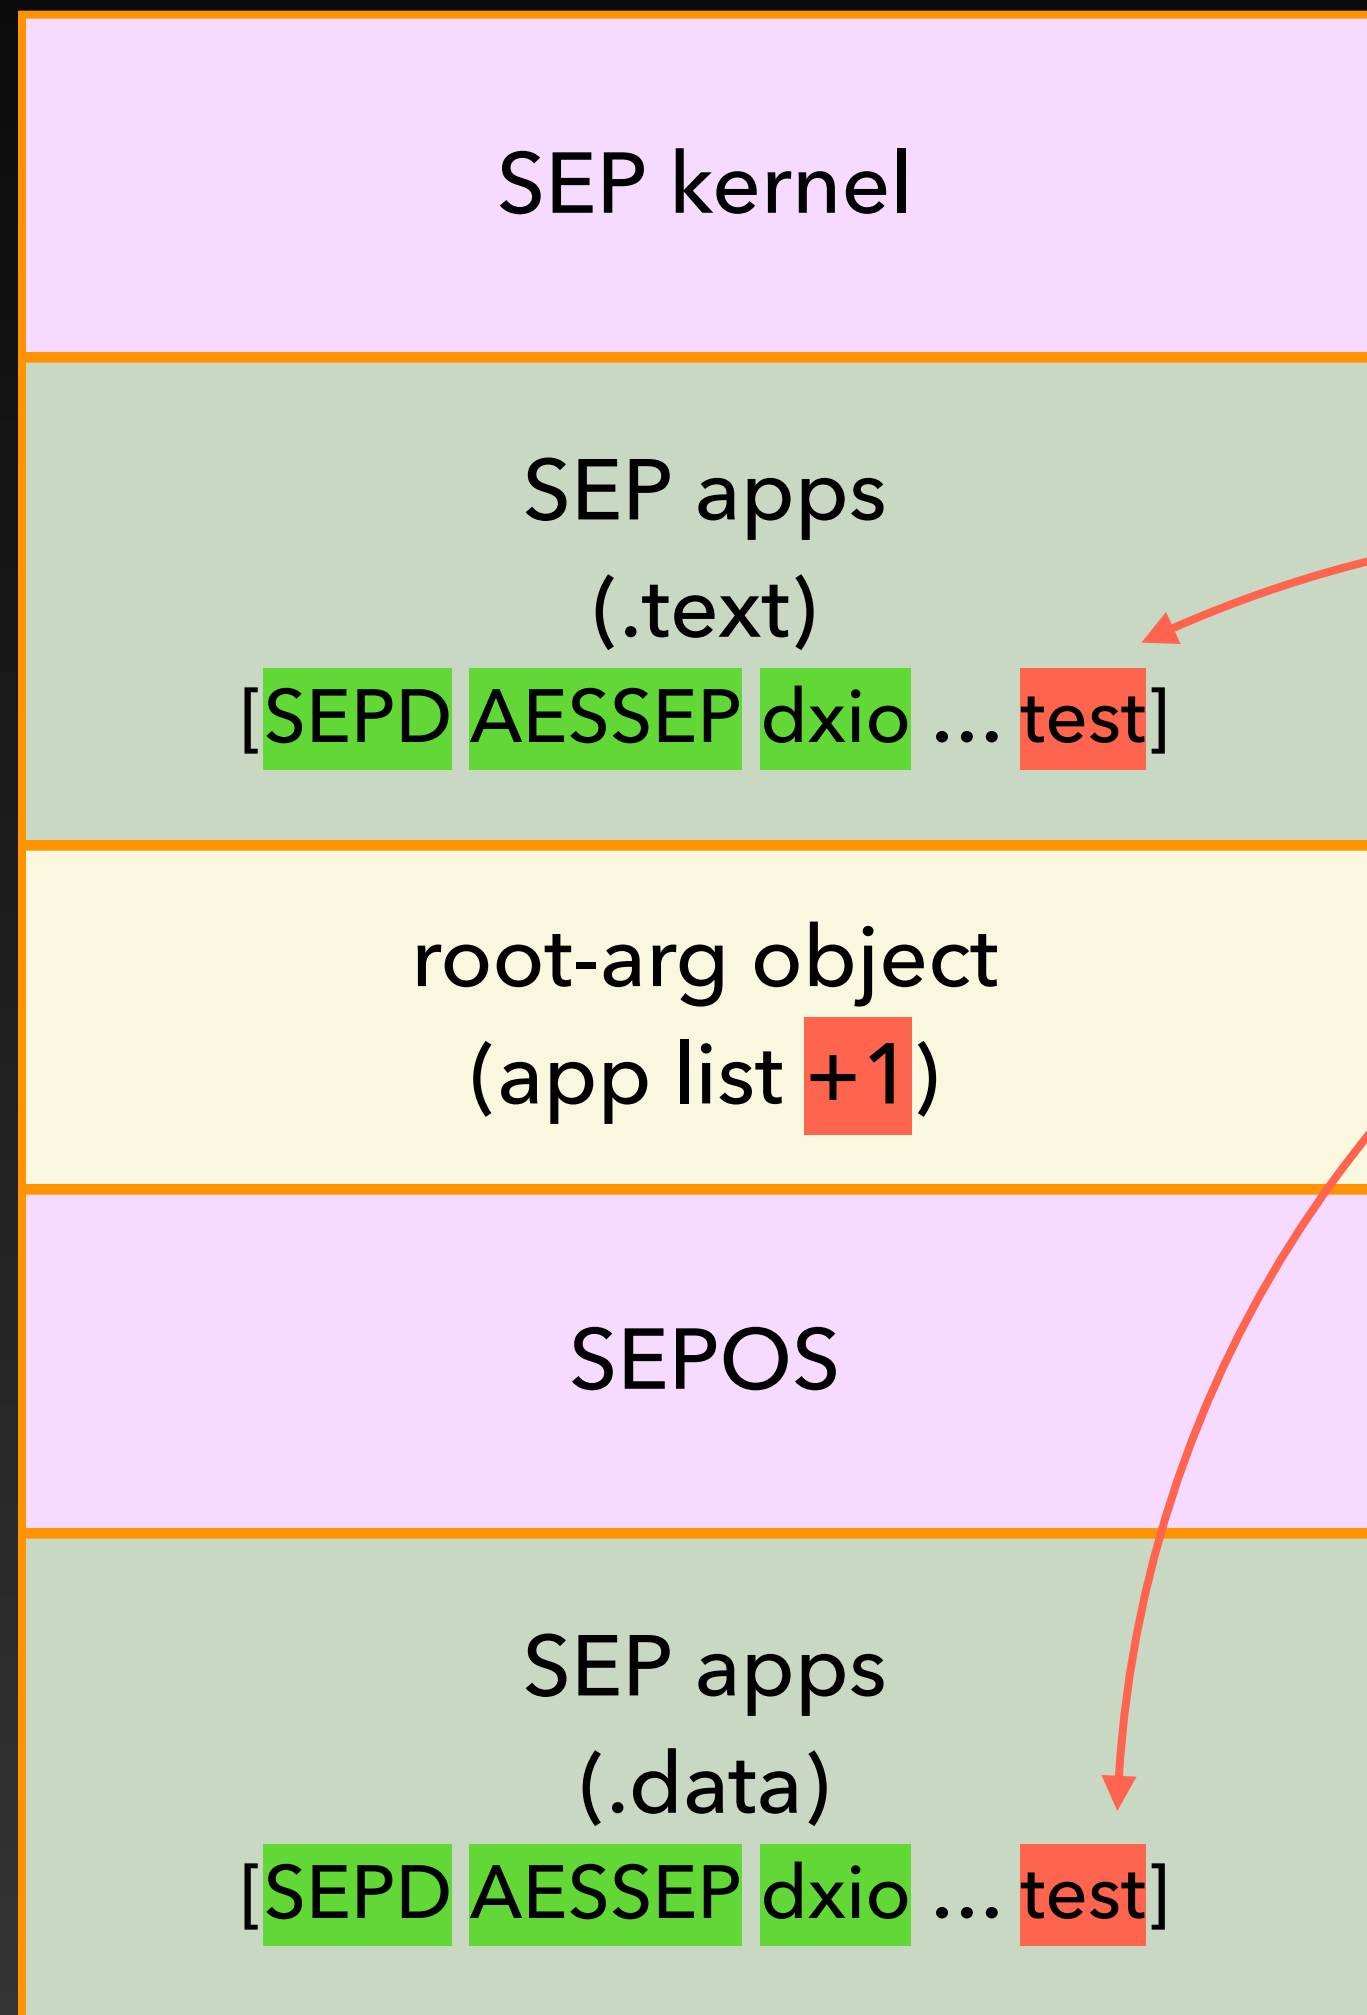 SEP kernel
SEP apps
(.text)
[SEPD AESSEP dxio ... test]
root-arg object
(app list +1)
SEPOS
SEP apps
(.data)
[SEPD AESSEP dxio ... test]